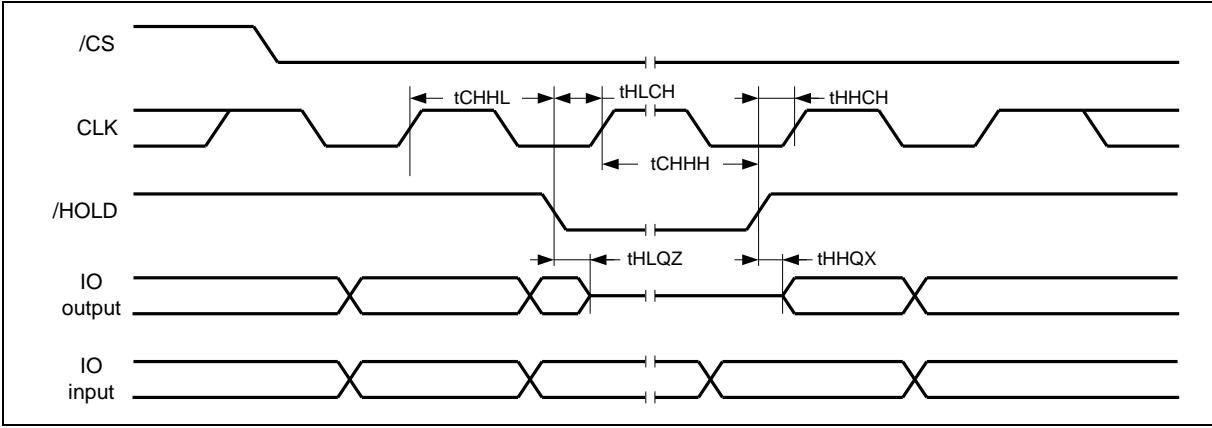 /CS
tCHHL
tHLCH
tHHCH
CLK
tCHHH
/HOLD
tHLQZ
tHHQX
IO
output
IO
input